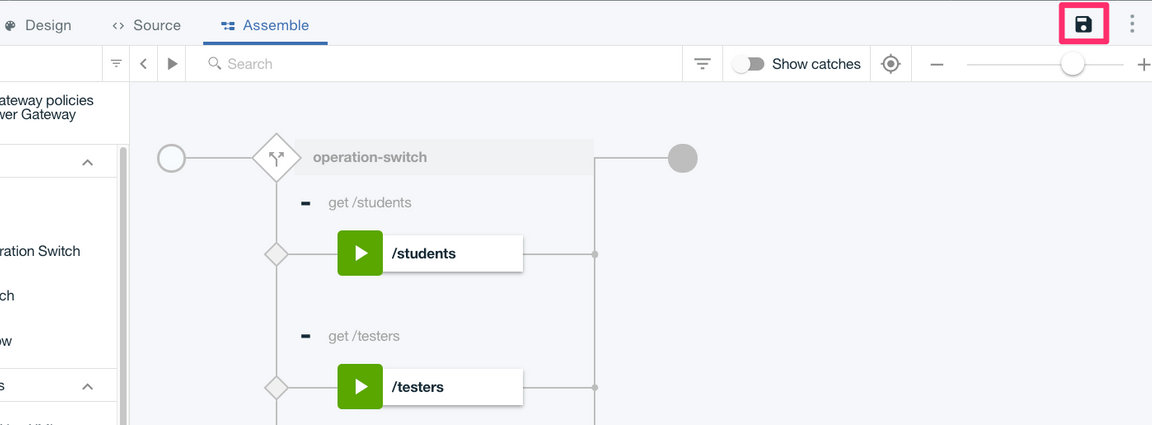 Design
Source
Assemble
Search
Show catches
ateway policies
wer Gateway
operation-switch
get /students
/students
ration Switch
ch
get /testers
ow
/testers
s